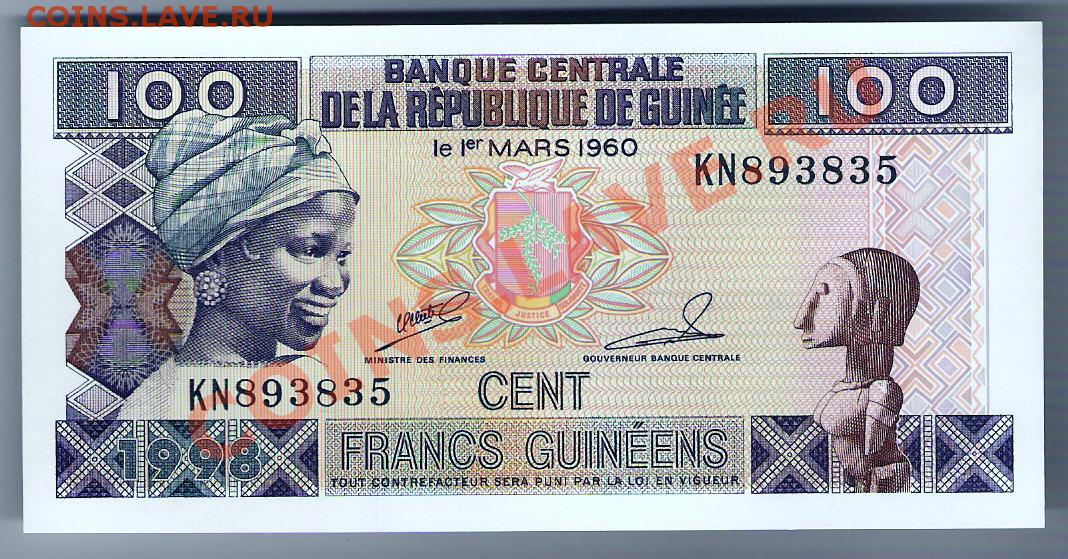 COINS.LAVE.RU
100 BANQUE CENTRALE 100
DE LA RÉPUBLIQUE DE GUINÉE
le 1er MARS 1960
KN893835
COINS.LAVE.RU
JUSTICE
MINISTRE DES FINANCES GOUVERNEUR BANQUE CENTRALE
KN893835 CENT
1998 FRANCS GUINÉENS
TOUT CONTREFACTEUR SERA PUNI PAR LA LOI EN VIGUEUR